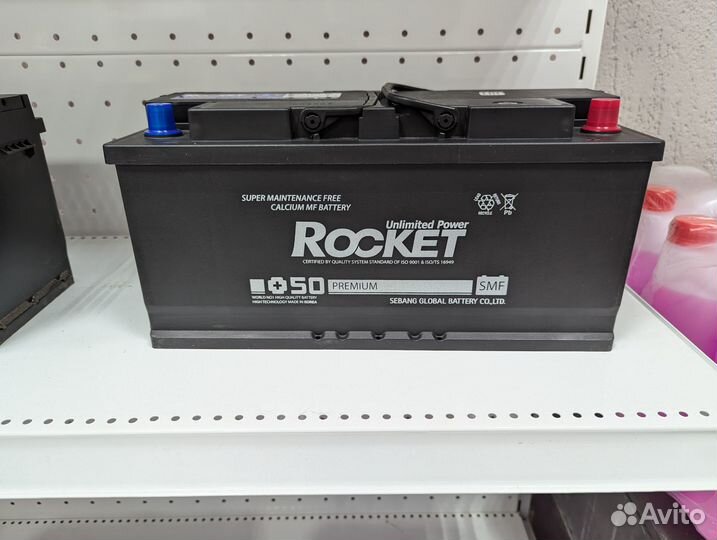 SUPER MAINTENANCE FREE
CALCIUM MF BATTERY
RECYCLE
Pb
Unlimited Power
ROCKET
CERTIFIED BY QUALITY SYSTEM STANDARD OF ISO 9001 & ISO/TS 16949
+50
PREMIUM
SMF
WORLD NO.1 HIGH QUALITY BATTERY
HIGH TECHNOLOGY MADE IN KOREA
SEBANG GLOBAL BATTERY CO.,LTD.
Avito